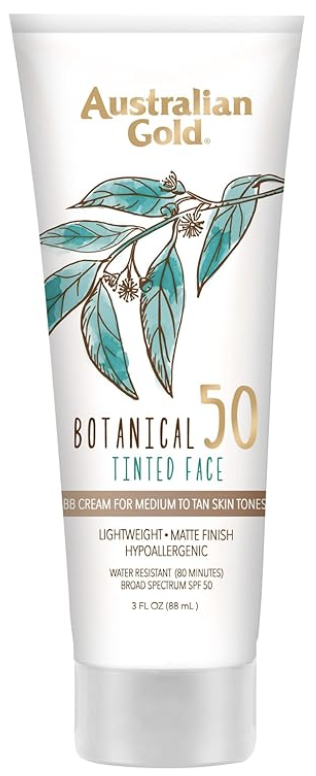 Australian
Gold®
BOTANICAL 50
TINTED FACE
BB CREAM FOR MEDIUM TO TAN SKIN TONES
LIGHTWEIGHT • MATTE FINISH
HYPOALLERGENIC
WATER RESISTANT (80 MINUTES)
BROAD SPECTRUM SPF 50
3 FL OZ (88 mL)